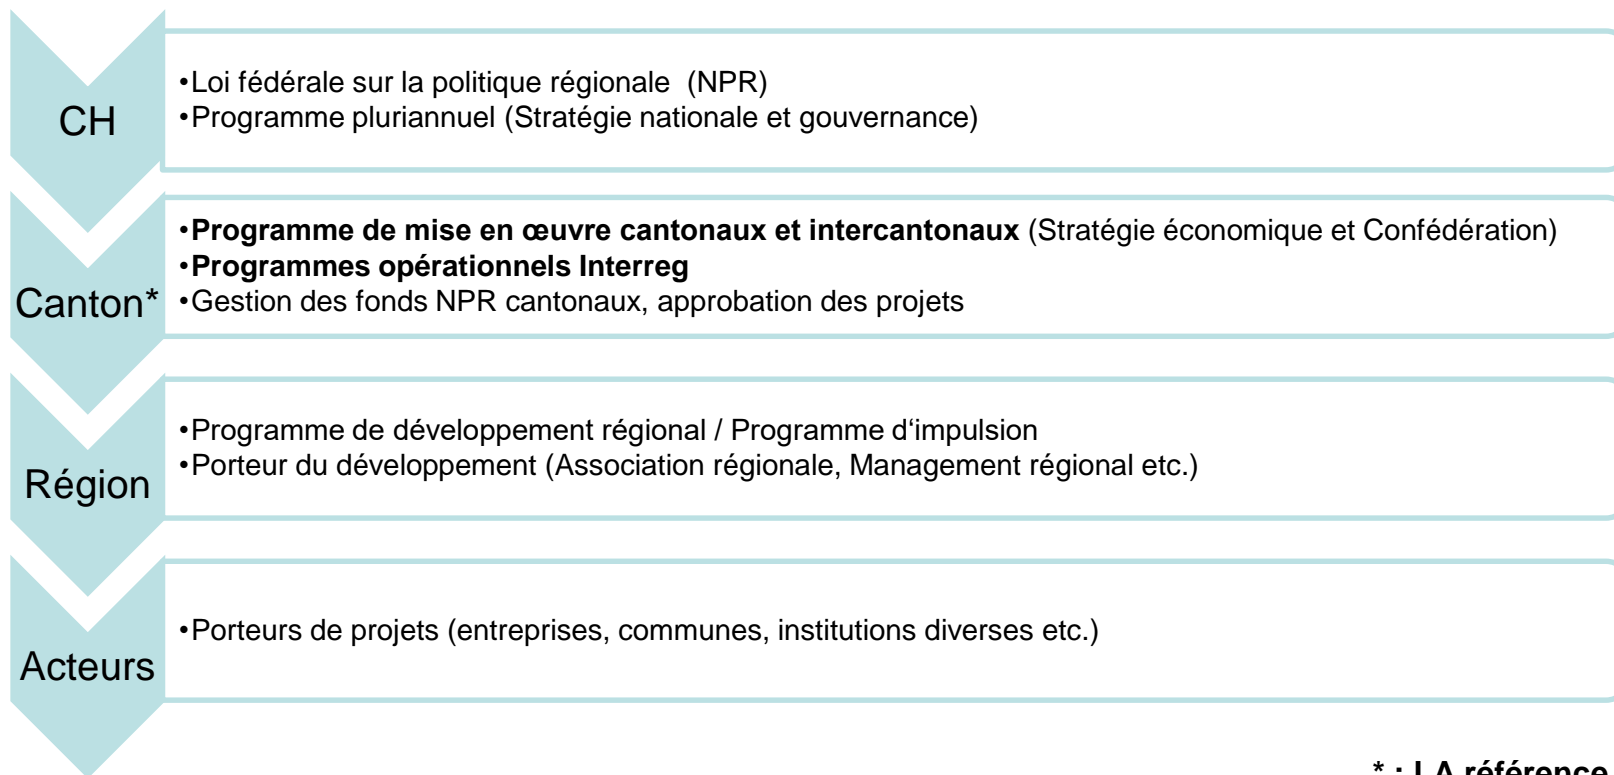 CH
•Loi fédérale sur la politique régionale (NPR)
•Programme pluriannuel (Stratégie nationale et gouvernance)
Canton*
•Programme de mise en œuvre cantonaux et intercantonaux (Stratégie économique et Confédération)
•Programmes opérationnels Interreg
•Gestion des fonds NPR cantonaux, approbation des projets
Région
•Programme de développement régional / Programme d‘impulsion
•Porteur du développement (Association régionale, Management régional etc.)
Acteurs
•Porteurs de projets (entreprises, communes, institutions diverses etc.)
* : LA référence